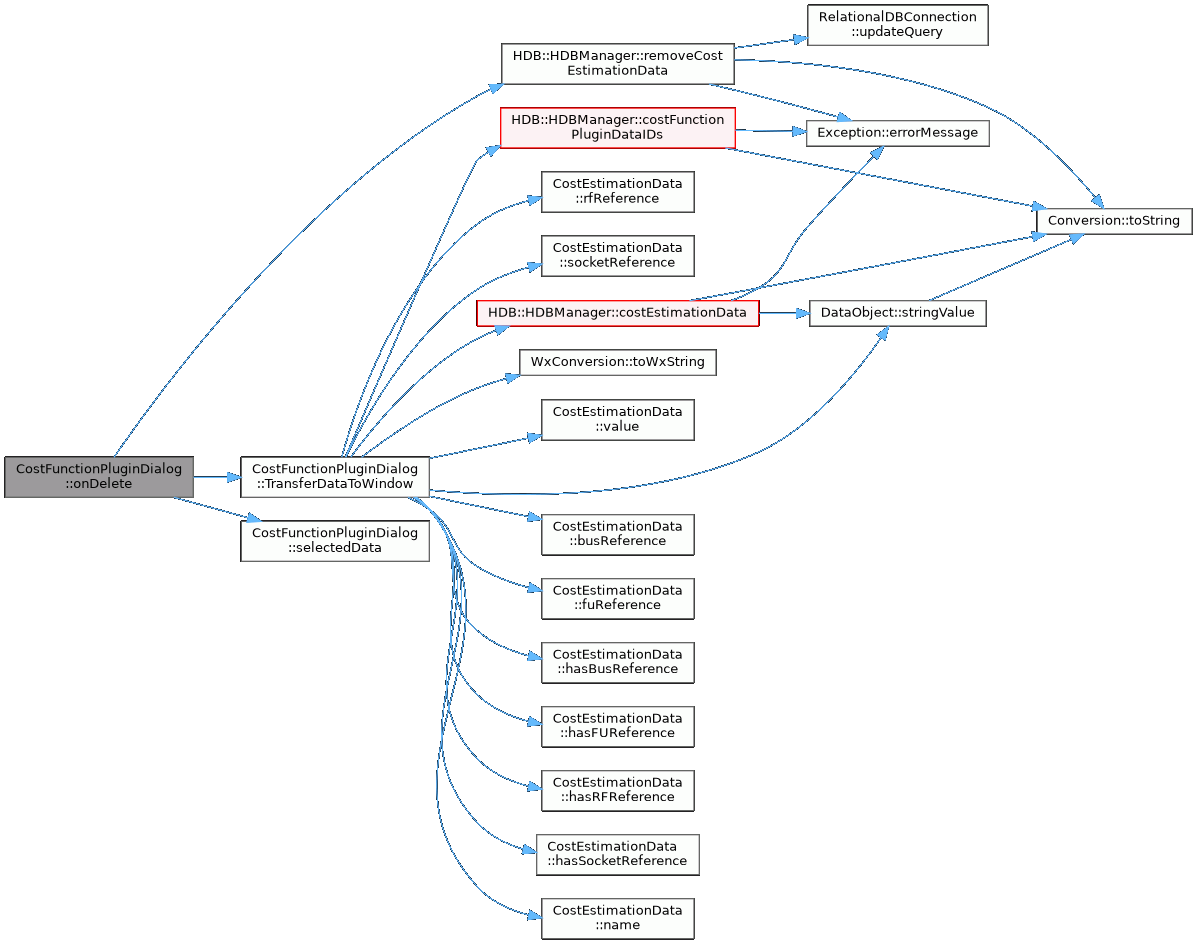 RelationalDBConnection
::updateQuery
HDB::HDBManager::removeCost
EstimationData
HDB::HDBManager::costFunction
PluginDataIDs
Exception::errorMessage
CostEstimationData
::rfReference
Conversion::toString
CostEstimationData
::socketReference
HDB::HDBManager::costEstimationData
DataObject::stringValue
WxConversion::toWxString
CostEstimationData
::value
CostFunctionPluginDialog
::onDelete
CostFunctionPluginDialog
::TransferDataToWindow
CostFunctionPluginDialog
::selectedData
CostEstimationData
::busReference
CostEstimationData
::fuReference
CostEstimationData
::hasBusReference
CostEstimationData
::hasFUReference
CostEstimationData
::hasRFReference
CostEstimationData
::hasSocketReference
CostEstimationData
::name